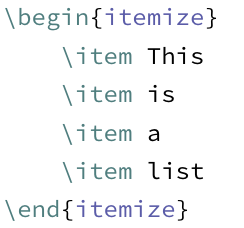 \begin{itemize}
    \item This
    \item is
    \item a
    \item list
\end{itemize}